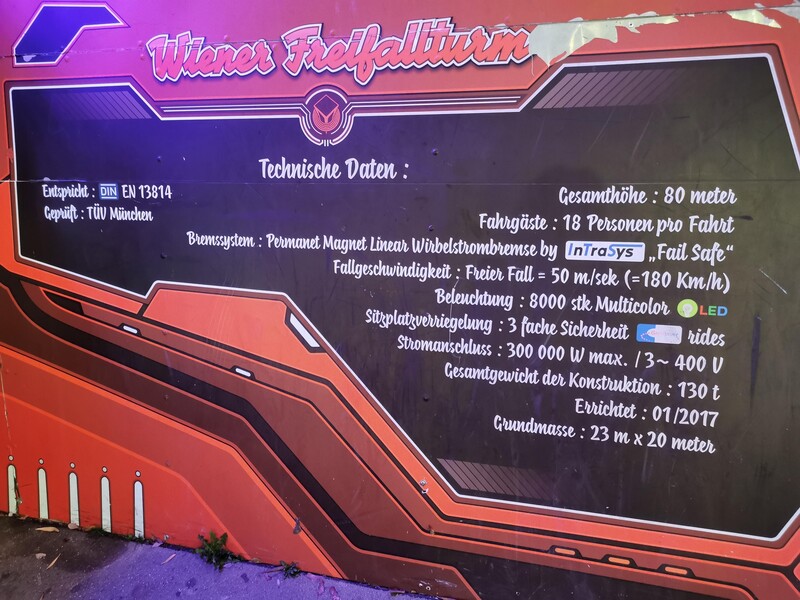 Wiener Freifallturm
Technische Daten :
Entspricht : DIN EN 13814
Geprüft : TÜV München
Gesamthöhe : 80 meter
Fahrgäste : 18 Personen pro Fahrt
Bremssystem : Permanet Magnet Linear Wirbelstrombremse by InTraSys „Fail Safe“
Fallgeschwindigkeit : Freier Fall = 50 m/sek (=180 Km/h)
Beleuchtung : 8000 stk Multicolor LED
Sitzplatzverriegelung : 3 fache Sicherheit rides
Stromanschluss : 300 000 W max. / 3~ 400 V
Gesamtgewicht der Konstruktion : 130 t
Errichtet : 01/2017
Grundmasse : 23 m x 20 meter